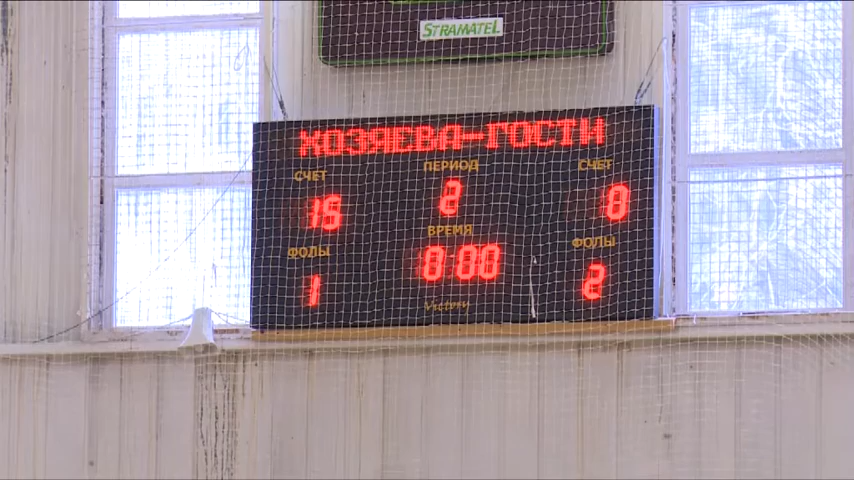 STRAMATEL
ХОЗЯЕВА-ГОСТИ
СЧЕТ ПЕРИОД СЧЕТ
15 2 0
ВРЕМЯ
ФОЛЫ 0:00 ФОЛЫ
1 2
Victory